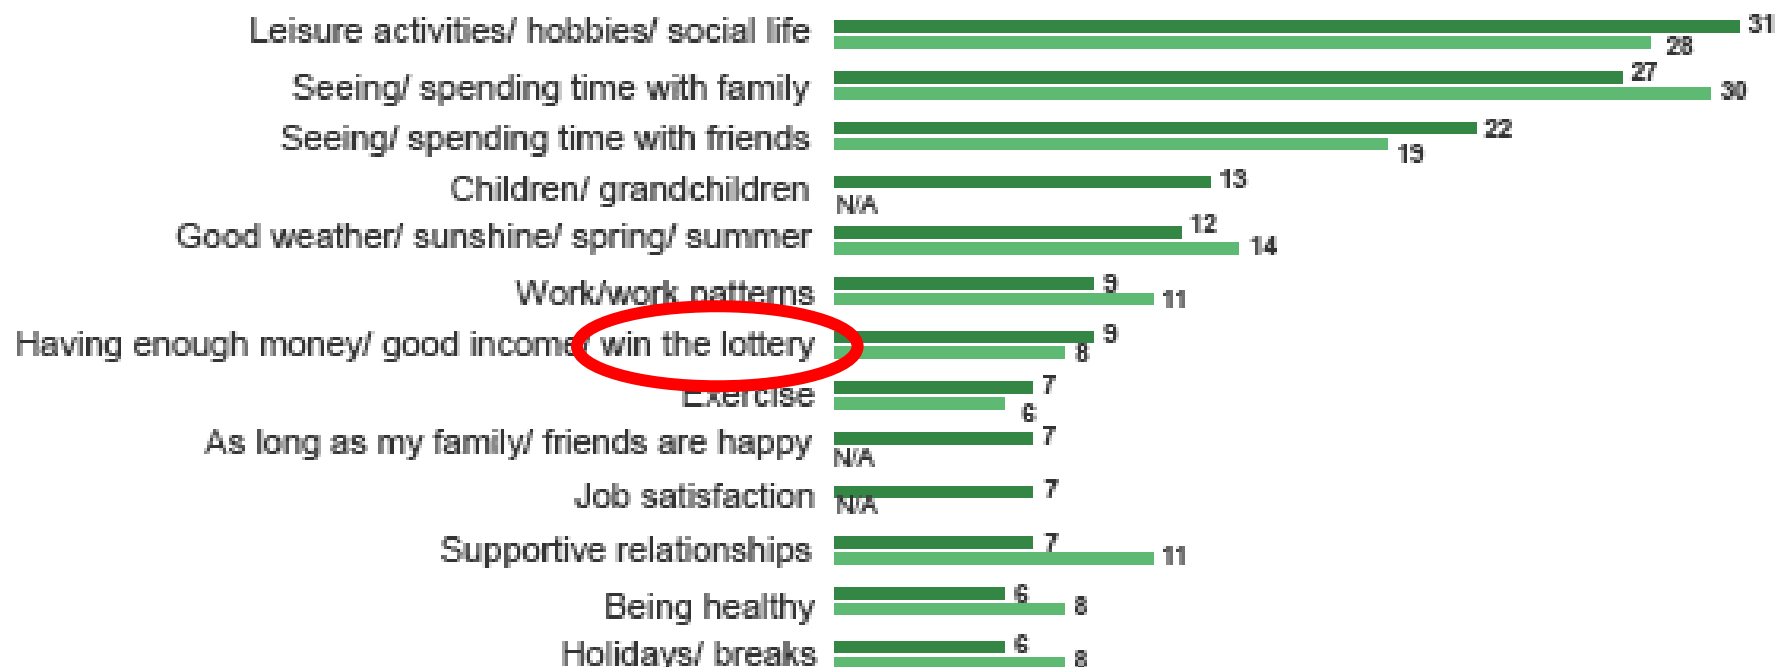 Leisure activities/ hobbies/ social life 31
28
Seeing/ spending time with family 27
30
Seeing/ spending time with friends 22
19
Children/ grandchildren 13
N/A
Good weather/ sunshine/ spring/ summer 12
14
Work/work patterns 9
11
Having enough money/ good income/ win the lottery 9
8
Exercise 7
6
As long as my family/ friends are happy 7
N/A
Job satisfaction 7
N/A
Supportive relationships 7
11
Being healthy 6
8
Holidays/ breaks 6
8